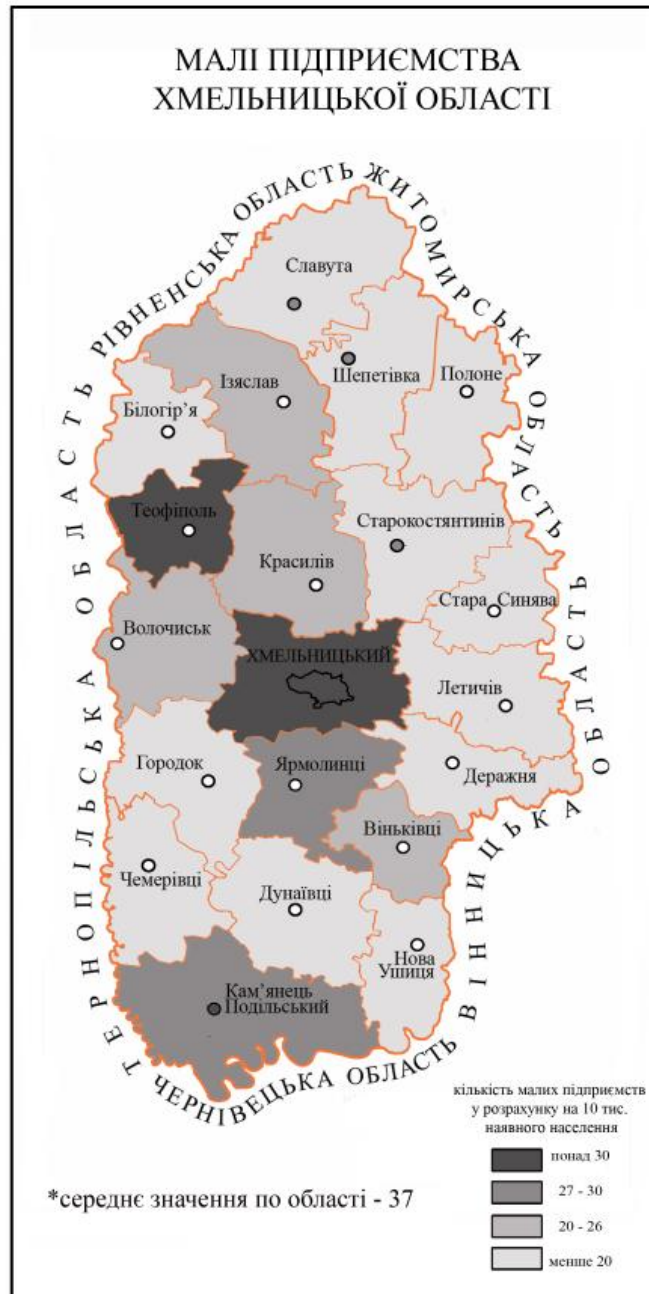 МАЛІ ПІДПРИЄМСТВА
ХМЕЛЬНИЦЬКОЇ ОБЛАСТІ
РІВНЕНСЬКА ОБЛАСТЬ
ЖИТОМИРСЬКА ОБЛАСТЬ
Славута
Шепетівка
Полоне
Ізяслав
Білогір’я
Теофіполь
Старокостянтинів
Красилів
Стара Синява
Волочиськ
ХМЕЛЬНИЦЬКИЙ
Летичів
Городок
Ярмолинці
Деражня
Віньківці
Чемерівці
Дунаївці
Нова
Ушиця
Кам’янець
Подільський
ТЕРНОПІЛЬСЬКА ОБЛАСТЬ
ВІННИЦЬКА ОБЛАСТЬ
ЧЕРНІВЕЦЬКА ОБЛАСТЬ
кількість малих підприємств
у розрахунку на 10 тис.
наявного населення
понад 30
27 - 30
20 - 26
менше 20
*середнє значення по області - 37